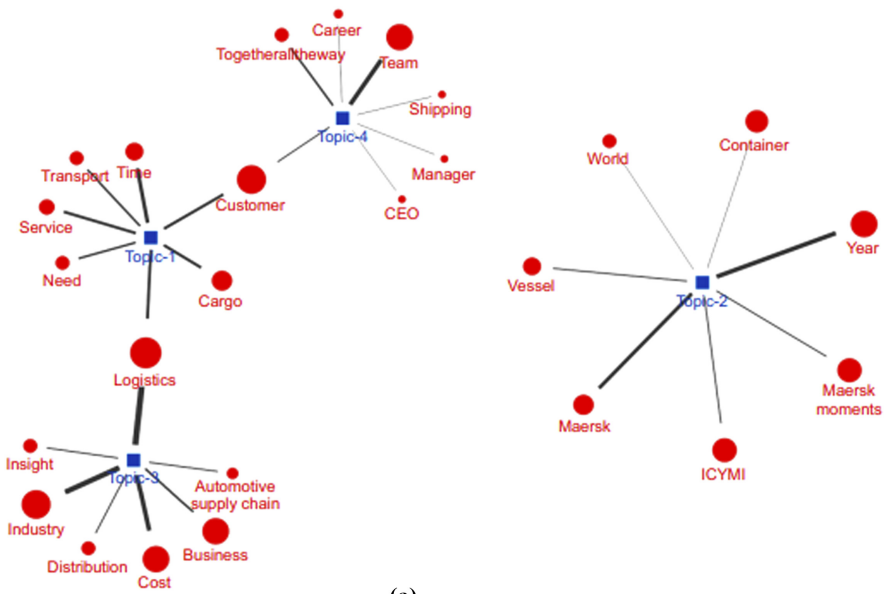 Career
Togetheralltheway
Team
Shipping
Topic-4
Manager
CEO
Customer
Transport
Time
Service
Topic-1
Need
Cargo
Logistics
Insight
Topic-3
Automotive
supply chain
Industry
Distribution
Cost
Business
World
Container
Year
Vessel
Topic-2
Maersk
moments
Maersk
ICYMI
(a)